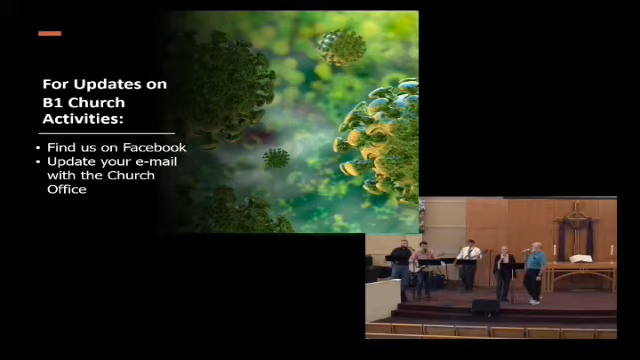 For Updates on
B1 Church
Activities:
• Find us on Facebook
• Update your e-mail
with the Church
Office